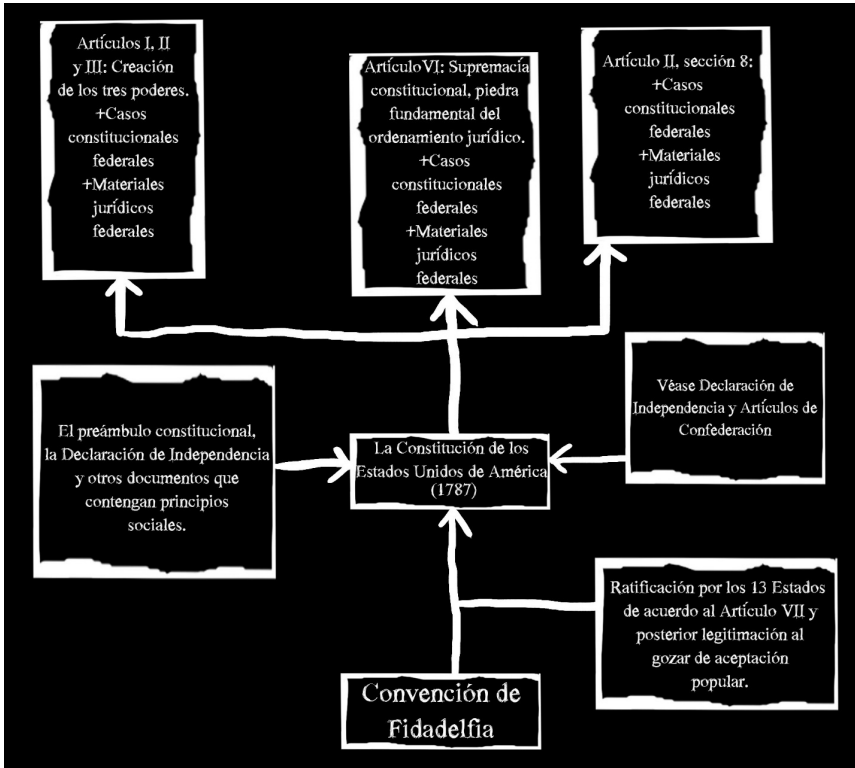 Artículos I, II
y III: Creación
de los tres poderes.
+Casos
constitucionales
federales
+Materiales
jurídicos
federales
ArtículoVI: Supremacía
constitucional, piedra
fundamental del
ordenamiento jurídico.
+Casos
constitucionales
federales
+Materiales
jurídicos
federales
Artículo II, sección 8:
+Casos
constitucionales
federales
+Materiales
jurídicos
federales
El preámbulo constitucional,
la Declaración de Independencia
y otros documentos que
contengan principios
sociales.
La Constitución de los
Estados Unidos de América
(1787)
Véase Declaración de
Independencia y Artículos de
Confederación
Ratificación por los 13 Estados
de acuerdo al Artículo VII y
posterior legitimación al
gozar de aceptación
popular.
Convención de
Fidadelfia